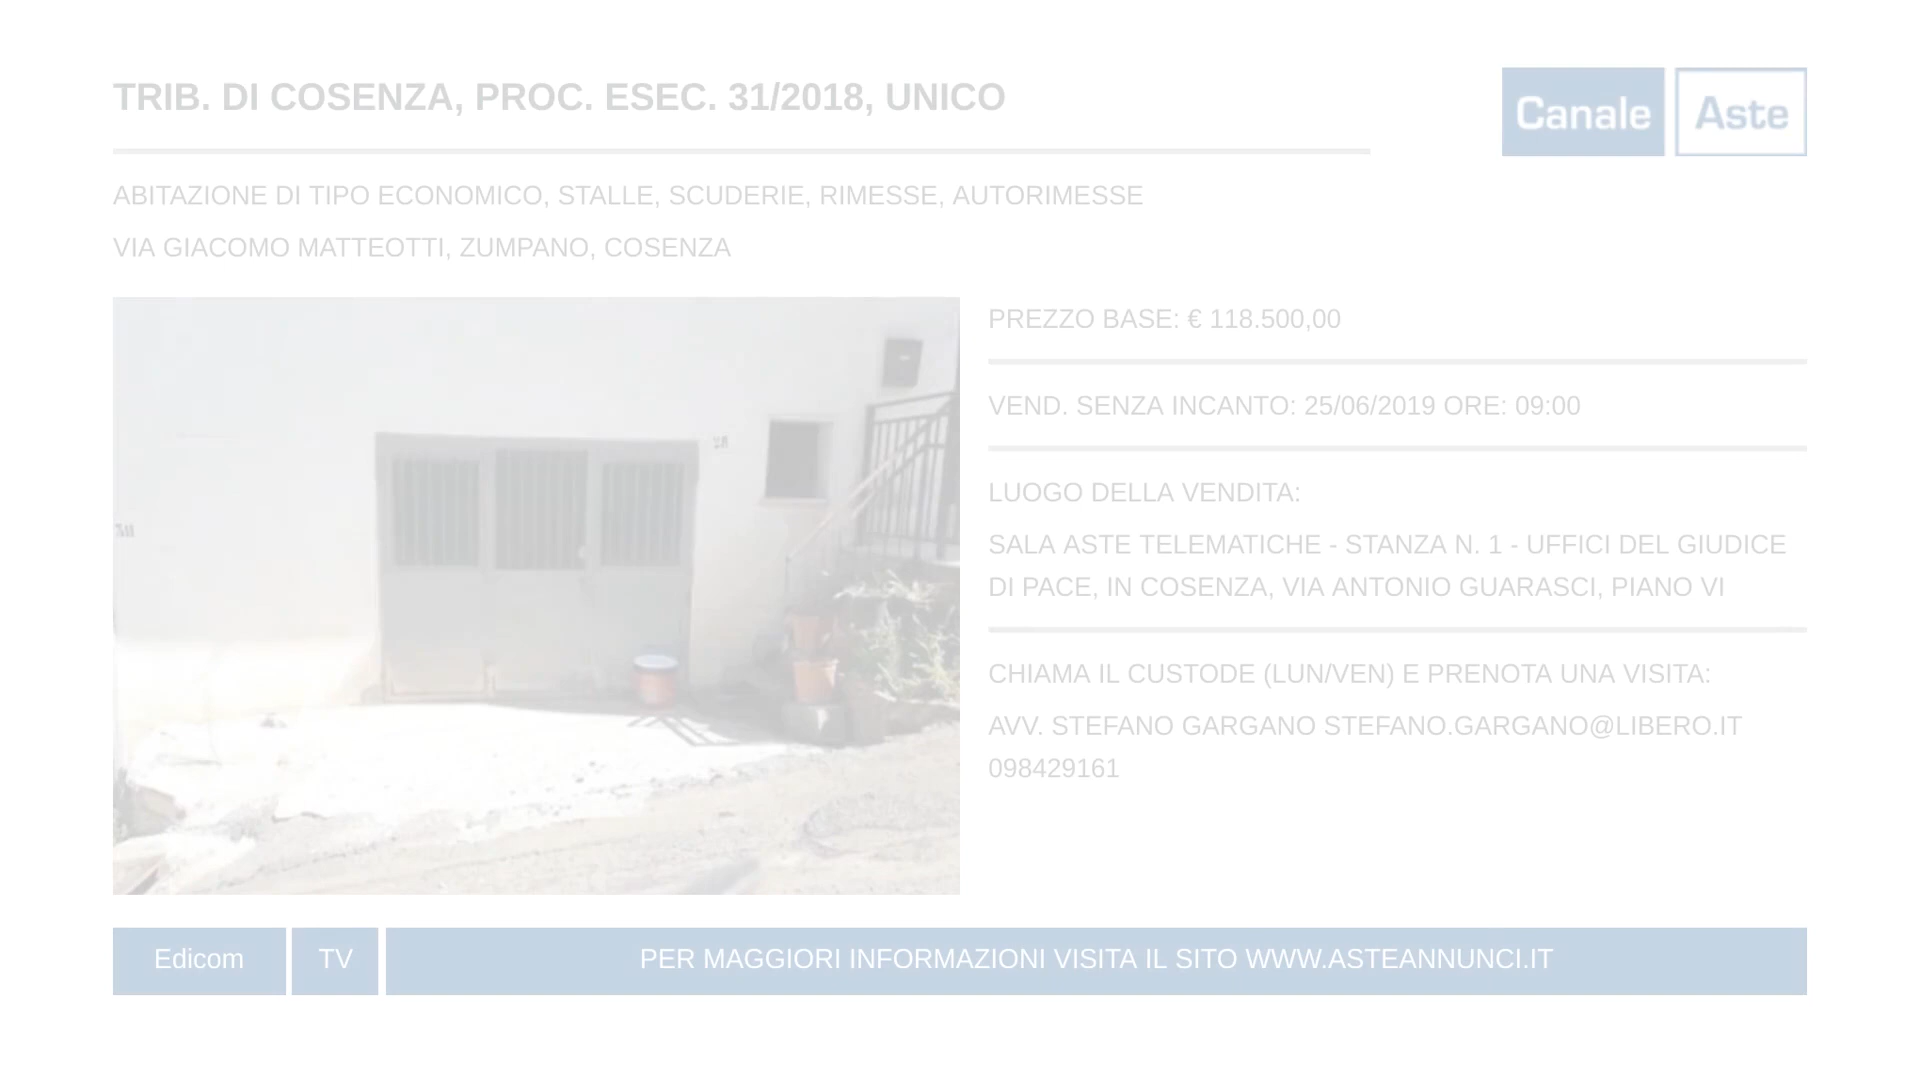 TRIB. DI COSENZA, PROC. ESEC. 31/2018, UNICO
Canale Aste
ABITAZIONE DI TIPO ECONOMICO, STALLE, SCUDERIE, RIMESSE, AUTORIMESSE
VIA GIACOMO MATTEOTTI, ZUMPANO, COSENZA
PREZZO BASE: € 118.500,00
VEND. SENZA INCANTO: 25/06/2019 ORE: 09:00
LUOGO DELLA VENDITA:
SALA ASTE TELEMATICHE - STANZA N. 1 - UFFICI DEL GIUDICE
DI PACE, IN COSENZA, VIA ANTONIO GUARASCI, PIANO VI
CHIAMA IL CUSTODE (LUN/VEN) E PRENOTA UNA VISITA:
AVV. STEFANO GARGANO STEFANO.GARGANO@LIBERO.IT
098429161
Edicom TV PER MAGGIORI INFORMAZIONI VISITA IL SITO WWW.ASTEANNUNCI.IT